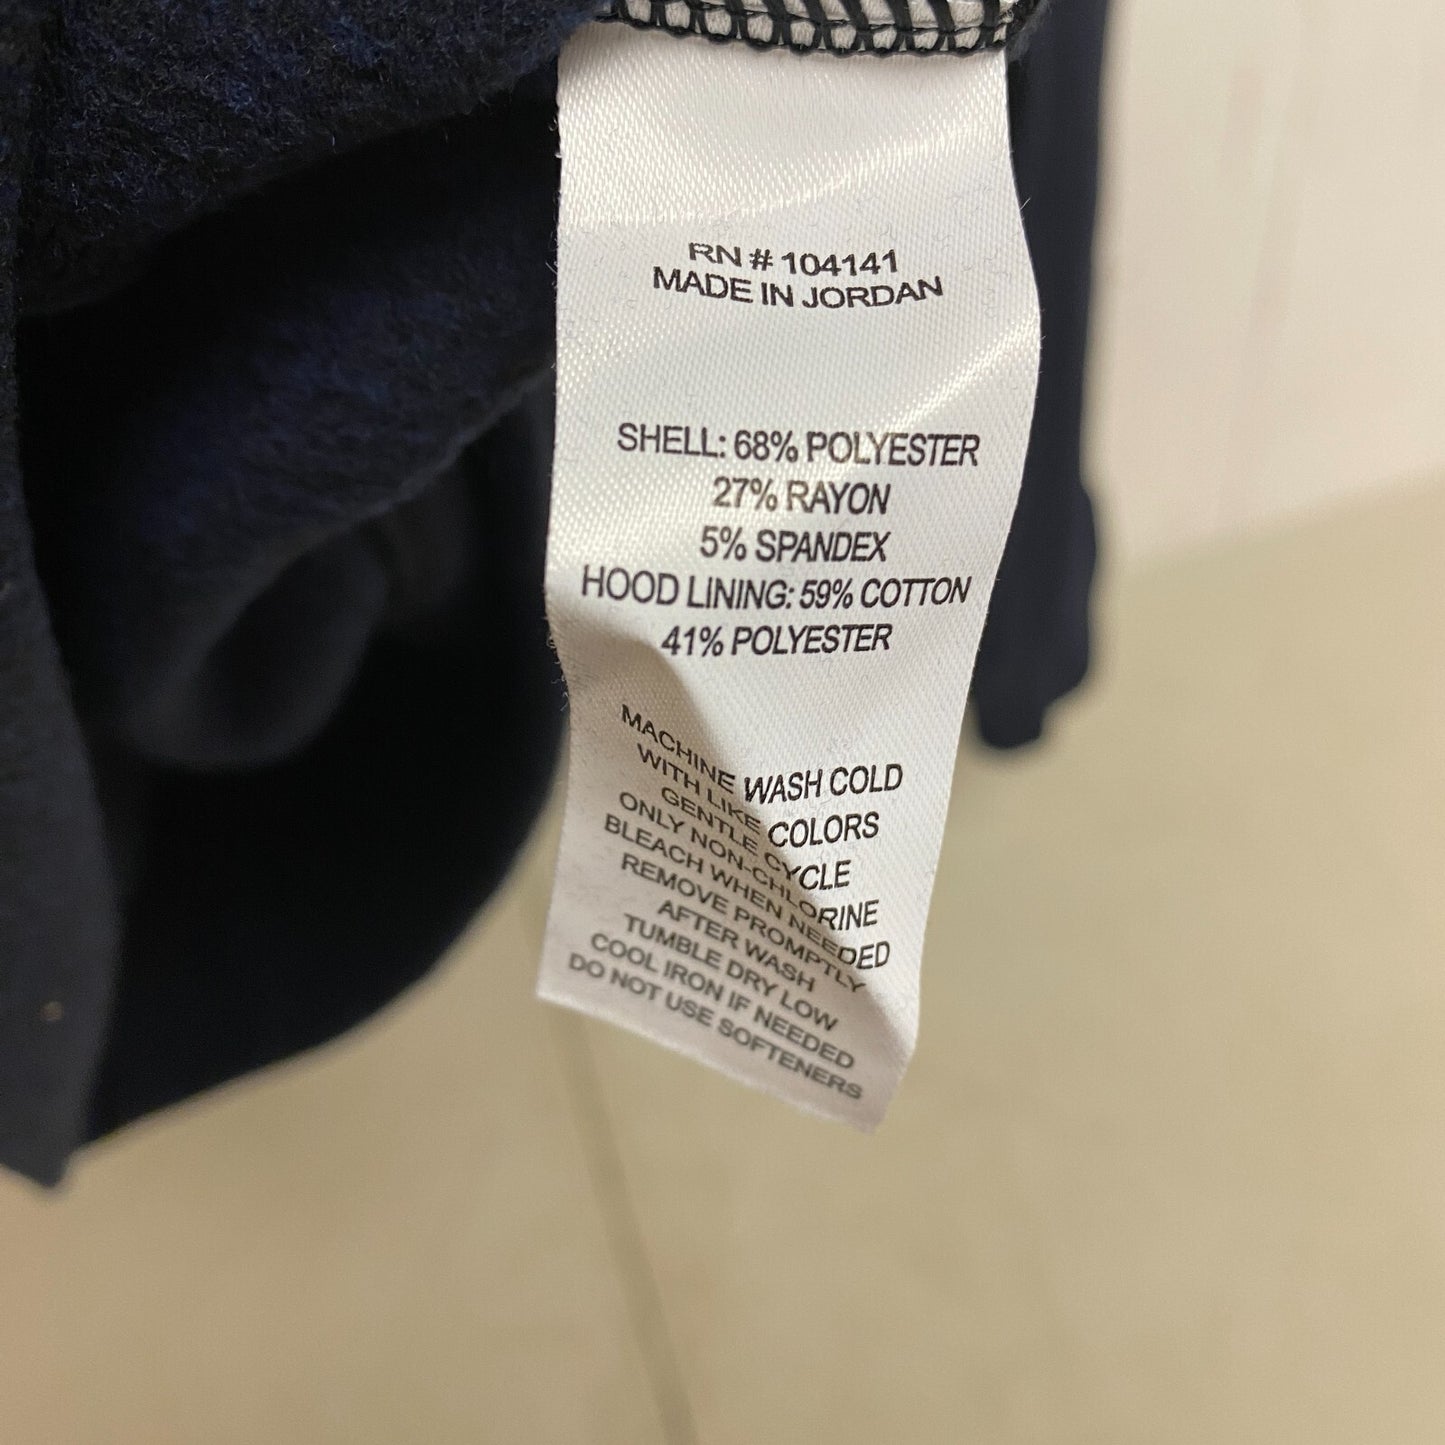 RN # 104141
MADE IN JORDAN
SHELL: 68% POLYESTER
27% RAYON
5% SPANDEX
HOOD LINING: 59% COTTON
41% POLYESTER
MACHINE WASH COLD
WITH LIKE COLORS
GENTLE CYCLE
ONLY NON-CHLORINE
BLEACH WHEN NEEDED
REMOVE PROMPTLY
AFTER WASH
TUMBLE DRY LOW
COOL IRON IF NEEDED
DO NOT USE SOFTENERS